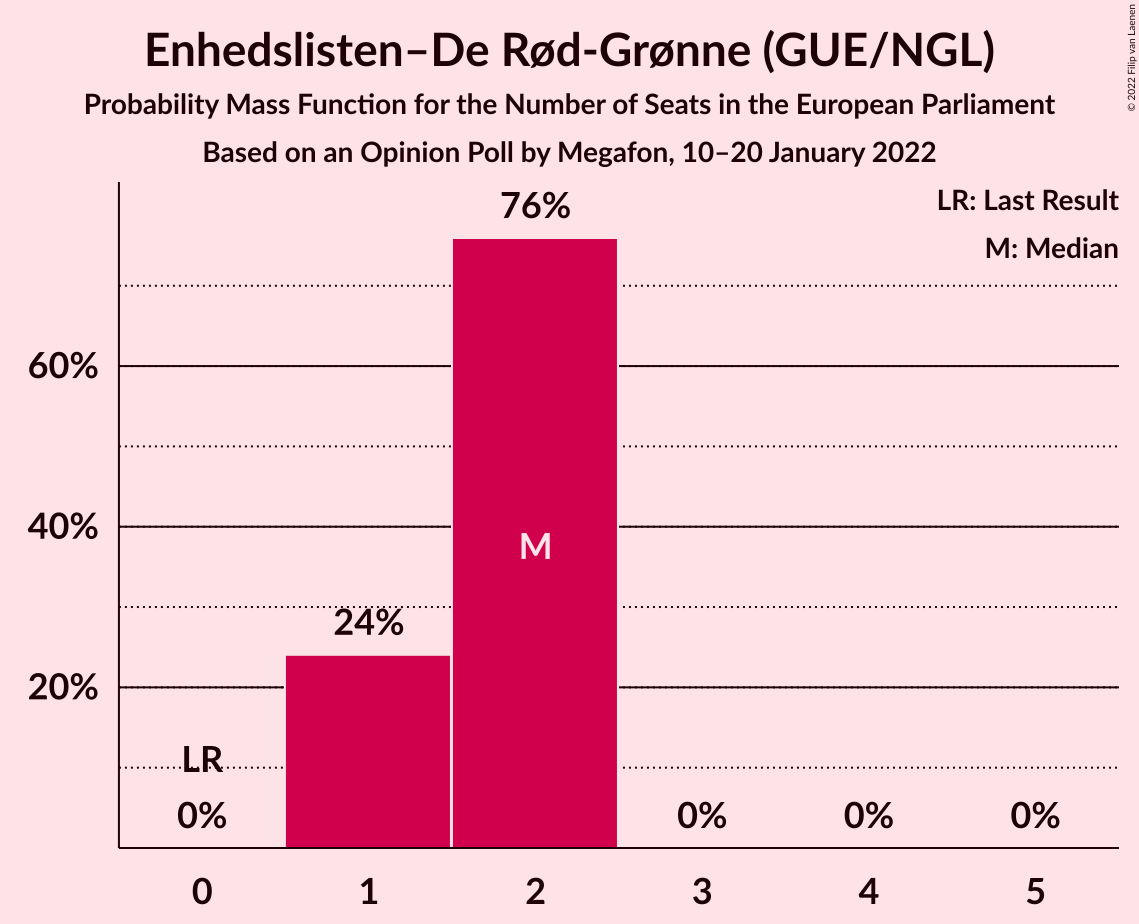 Enhedslisten–De Rød-Grønne (GUE/NGL)
Probability Mass Function for the Number of Seats in the European Parliament
Based on an Opinion Poll by Megafon, 10–20 January 2022
© 2022 Filip van Laenen
LR: Last Result
M: Median
76%
60%
40%
M
24%
20%
LR
0%
0%
0%
0%
0
1
2
3
4
5